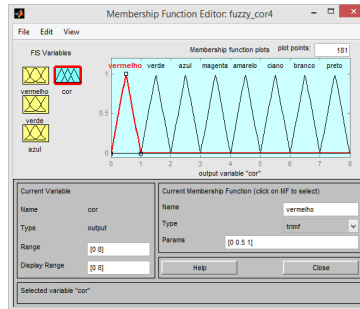 Membership Function Editor: fuzzy_cor4
File Edit View
FIS Variables
vermelho
cor
verde
azul
Membership function plots
plot points:
181
vermelho verde azul magenta amarelo ciano branco preto
1
0.5
0
0 1 2 3 4 5 6 7 8
output variable "cor"
Current Variable
Name cor
Type output
Range [0 8]
Display Range [0 8]
Current Membership Function (click on MF to select)
Name vermelho
Type trimf
Params [0 0.5 1]
Help Close
Selected variable "cor"